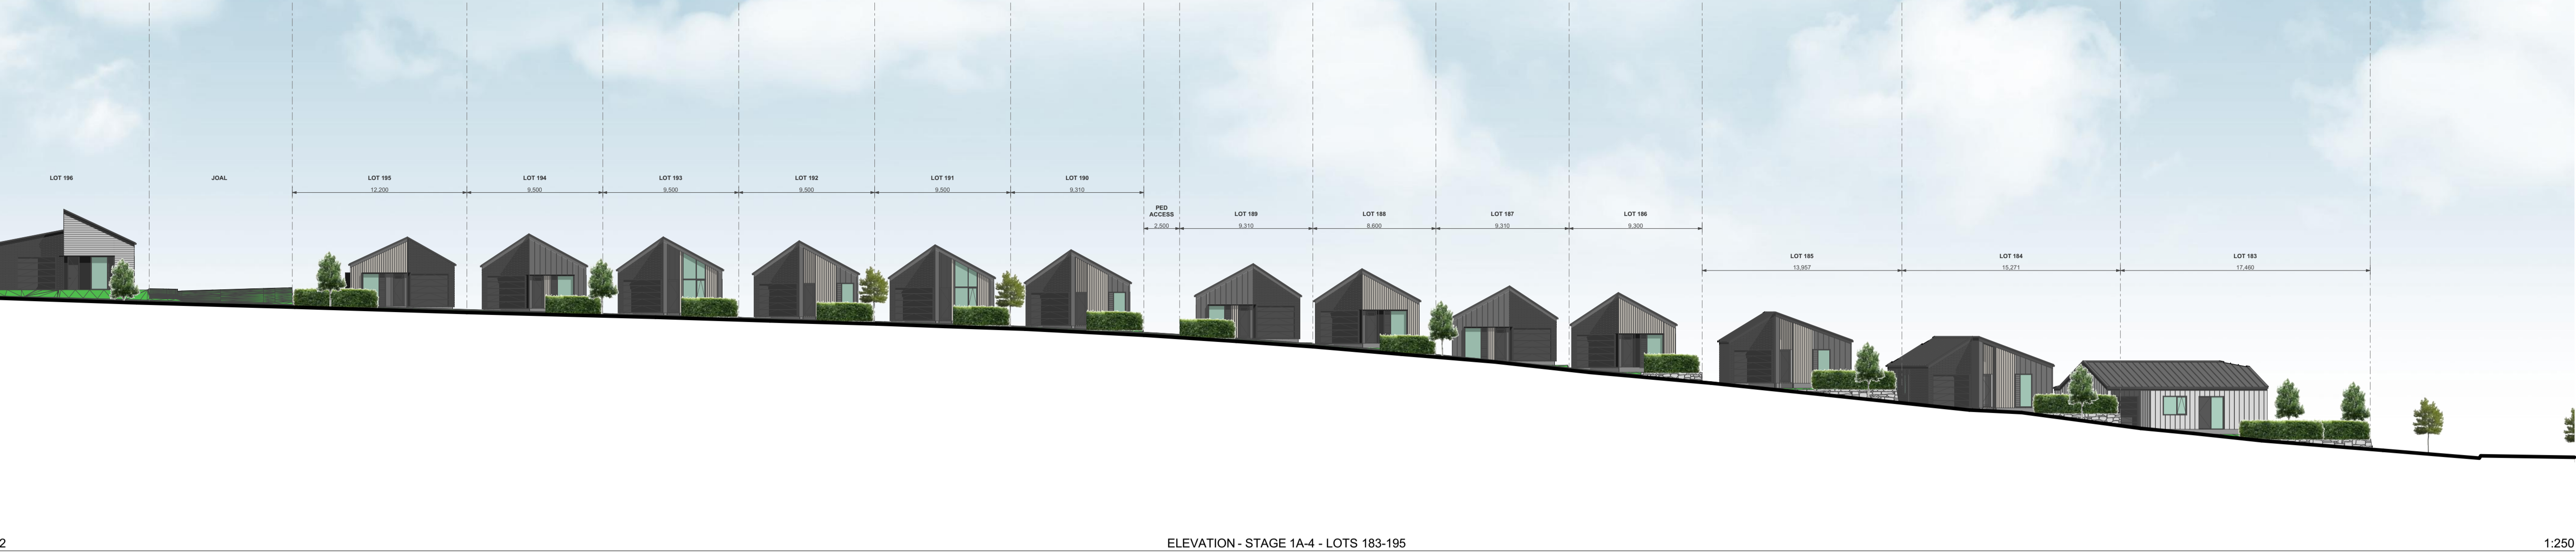 LOT 196
JOAL
LOT 195
12,200
LOT 194
9,500
LOT 193
9,500
LOT 192
9,500
LOT 191
9,500
LOT 190
9,310
PED
ACCESS
2,500
LOT 189
9,310
LOT 188
8,600
LOT 187
9,310
LOT 186
9,300
LOT 185
13,957
LOT 184
15,271
LOT 183
17,460
2
ELEVATION - STAGE 1A-4 - LOTS 183-195
1:250